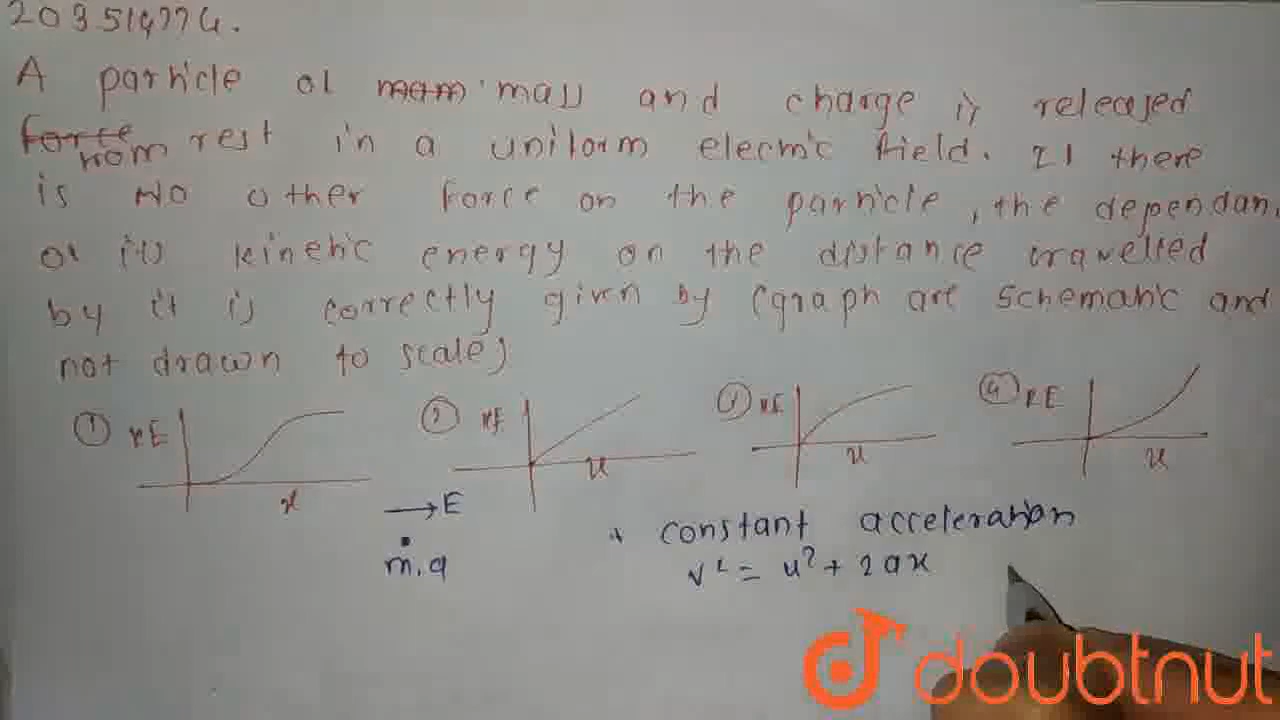 203514774.
A particle of mam mass and charge is released
force from rest in a uniform electric field. If there
is No other force on the particle, the dependan
of its kinetic energy on the distance travelled
by it is correctly given by (graph are schematic and
not drawn to scale)
① KE x ② KE x ③ KE x ④ KE x
→ E
m.q
constant acceleration
v² = u² + 2ax
doubtnut